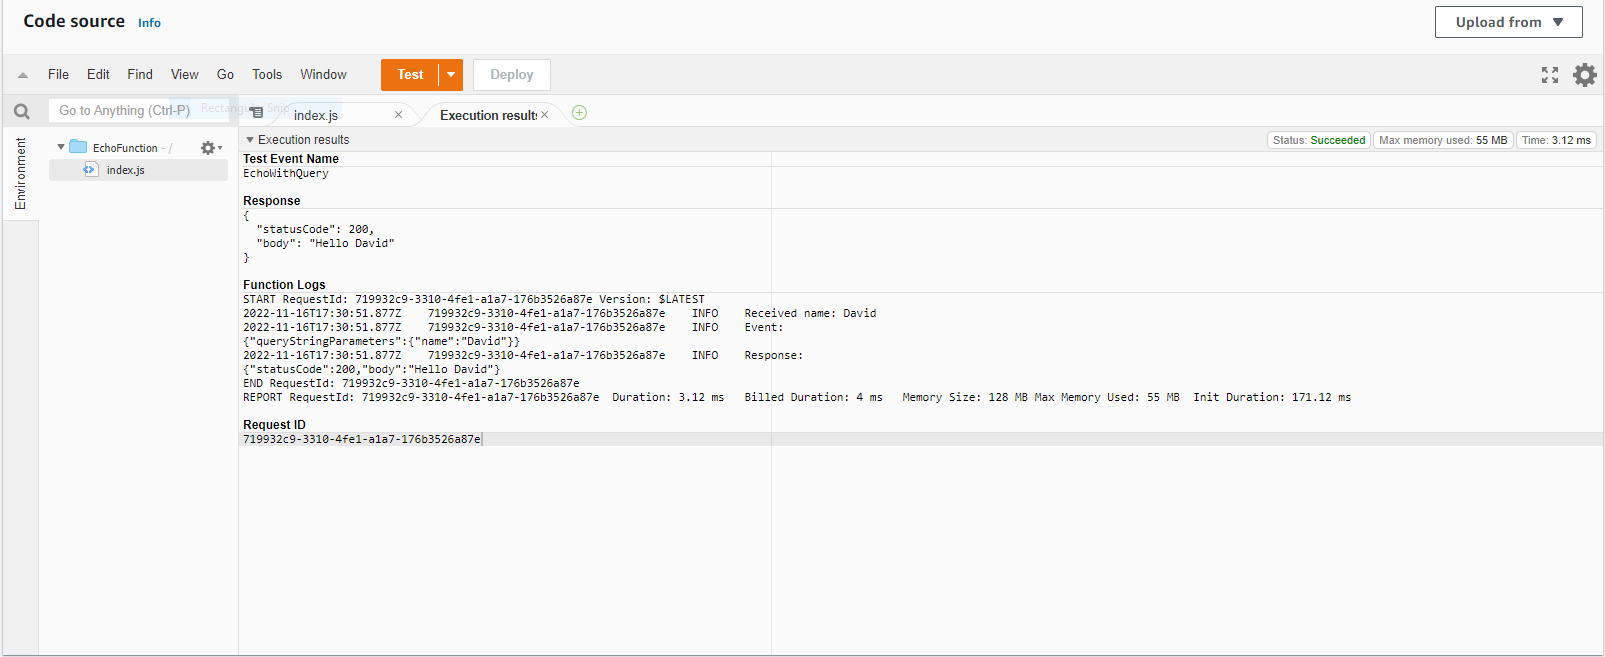 Code source Info
Upload from
File Edit Find View Go Tools Window Test Deploy
Go to Anything (Ctrl-P) Rectangular Snip index.js Execution results
Environment
EchoFunction - /
index.js
Execution results Status: Succeeded Max memory used: 55 MB Time: 3.12 ms
Test Event Name
EchoWithQuery
Response
{
"statusCode": 200,
"body": "Hello David"
}
Function Logs
START RequestId: 719932c9-3310-4fe1-a1a7-176b3526a87e Version: $LATEST
2022-11-16T17:30:51.877Z 719932c9-3310-4fe1-a1a7-176b3526a87e INFO Received name: David
2022-11-16T17:30:51.877Z 719932c9-3310-4fe1-a1a7-176b3526a87e INFO Event:
{"queryStringParameters":{"name":"David"}}
2022-11-16T17:30:51.877Z 719932c9-3310-4fe1-a1a7-176b3526a87e INFO Response:
{"statusCode":200,"body":"Hello David"}
END RequestId: 719932c9-3310-4fe1-a1a7-176b3526a87e
REPORT RequestId: 719932c9-3310-4fe1-a1a7-176b3526a87e Duration: 3.12 ms Billed Duration: 4 ms Memory Size: 128 MB Max Memory Used: 55 MB Init Duration: 171.12 ms
Request ID
719932c9-3310-4fe1-a1a7-176b3526a87e